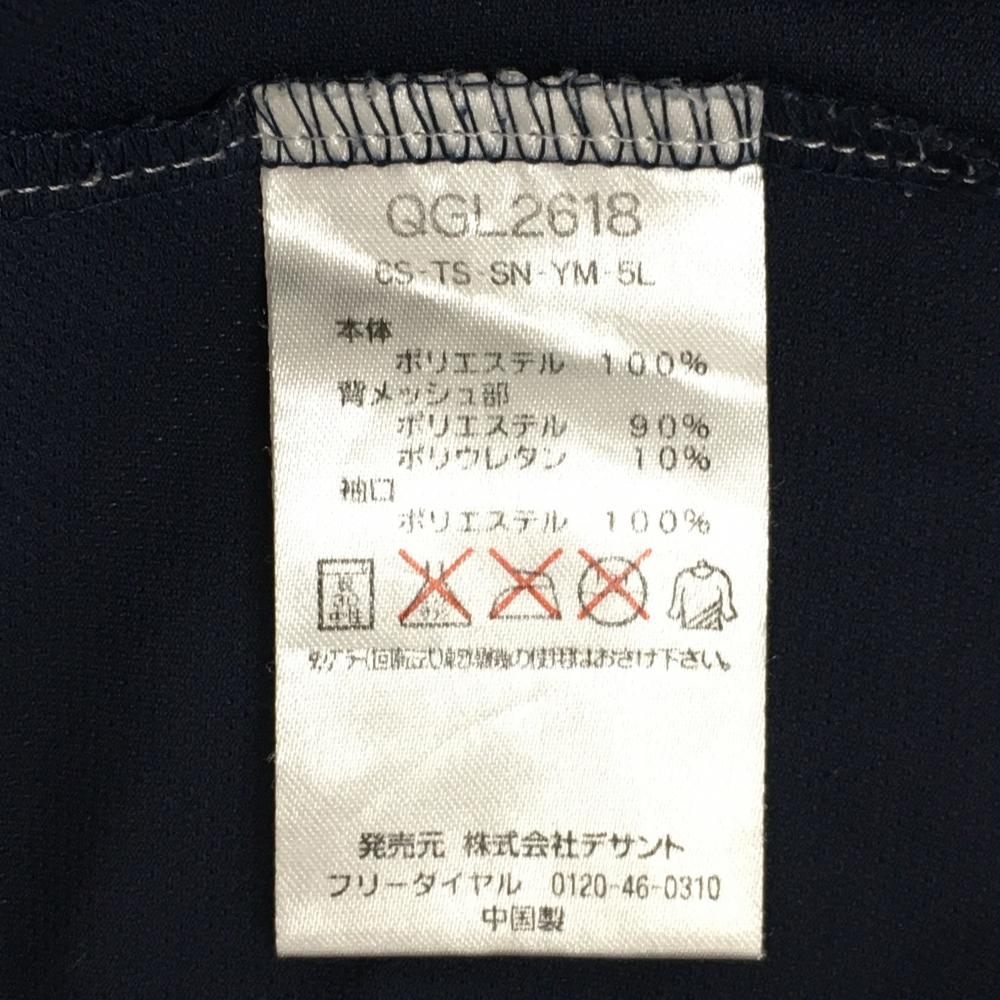 QGL2618
CS-TS-SN-YM-5L
本体
ポリエステル 100%
背メッシュ部
ポリエステル 90%
ポリウレタン 10%
袖口
ポリエステル 100%
タンブラー(回転式)乾燥機の使用はおさけ下さい。
発売元 株式会社デサント
フリーダイヤル 0120-46-0310
中国製